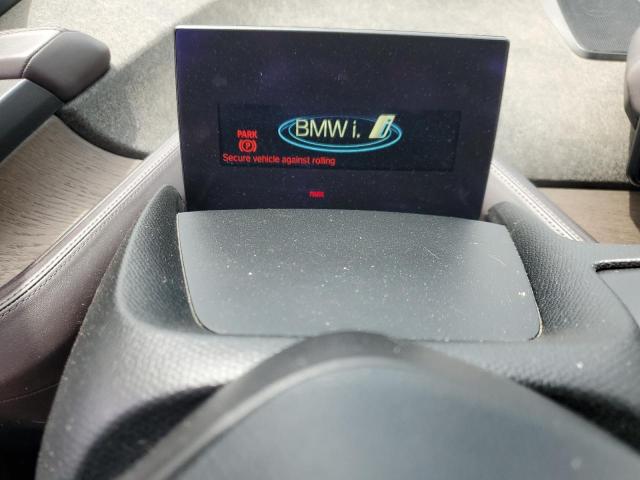 BMW i. i
PARK
(P)
Secure vehicle against rolling
PARK